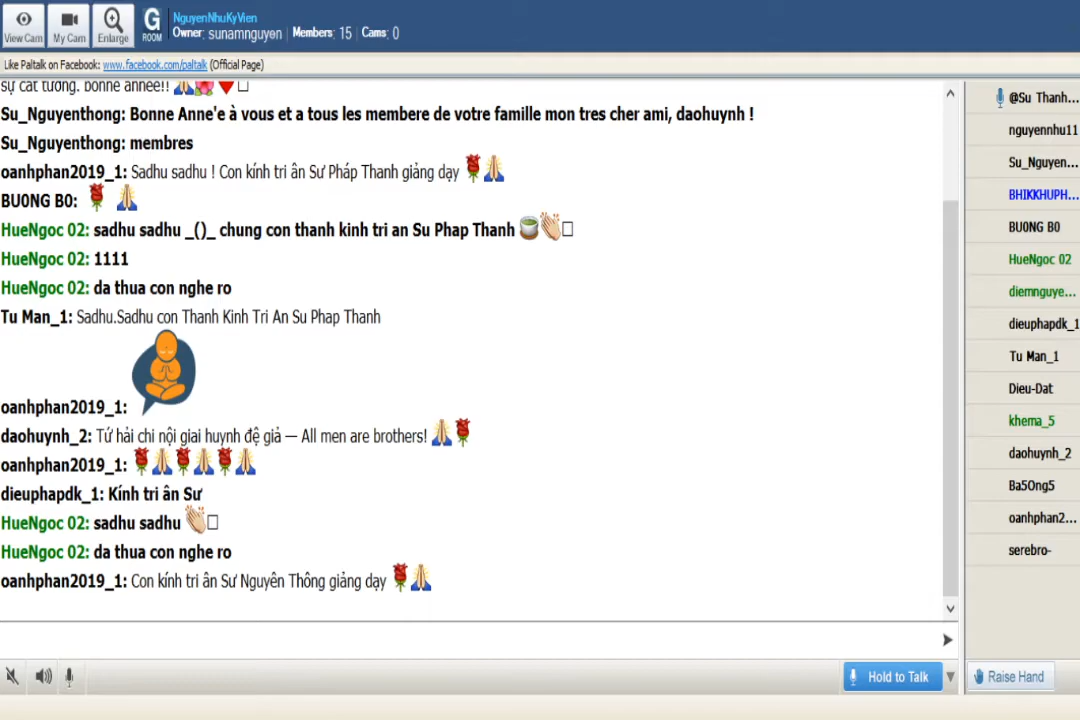 NguyenNhuKyVien
View Cam
My Cam
Enlarge
G
ROOM
Owner: sunamnguyen | Members: 15 | Cams: 0
Like Paltalk on Facebook: www.facebook.com/paltalk (Official Page)
sự cát tường. bonne année!! 🙏🌺♥️□
Su_Nguyenthong: Bonne Anne'e à vous et a tous les membere de votre famille mon tres cher ami, daohuynh !
Su_Nguyenthong: membres
oanhphan2019_1: Sadhu sadhu ! Con kính tri ân Sư Pháp Thanh giảng dạy 🌹🙏
BU0NG B0: 🌹 🙏
HueNgoc 02: sadhu sadhu _()_ chung con thanh kinh tri an Su Phap Thanh 🍵👏□
HueNgoc 02: 1111
HueNgoc 02: da thua con nghe ro
Tu Man_1: Sadhu.Sadhu con Thanh Kinh Tri An Su Phap Thanh
oanhphan2019_1:
daohuynh_2: Tứ hải chi nội giai huynh đệ giả — All men are brothers! 🙏🌹
oanhphan2019_1: 🌹🙏🌹🙏🌹🙏
dieuphapdk_1: Kính tri ân Sư
HueNgoc 02: sadhu sadhu 👏□
HueNgoc 02: da thua con nghe ro
oanhphan2019_1: Con kính tri ân Sư Nguyên Thông giảng dạy 🌹🙏
@Su Thanh...
nguyennhu11
Su_Nguyen...
BHIKKHUPH...
BU0NG B0
HueNgoc 02
diemnguye...
dieuphapdk_1
Tu Man_1
Dieu-Dat
khema_5
daohuynh_2
Ba5Ong5
oanhphan2...
serebro-
Hold to Talk
Raise Hand